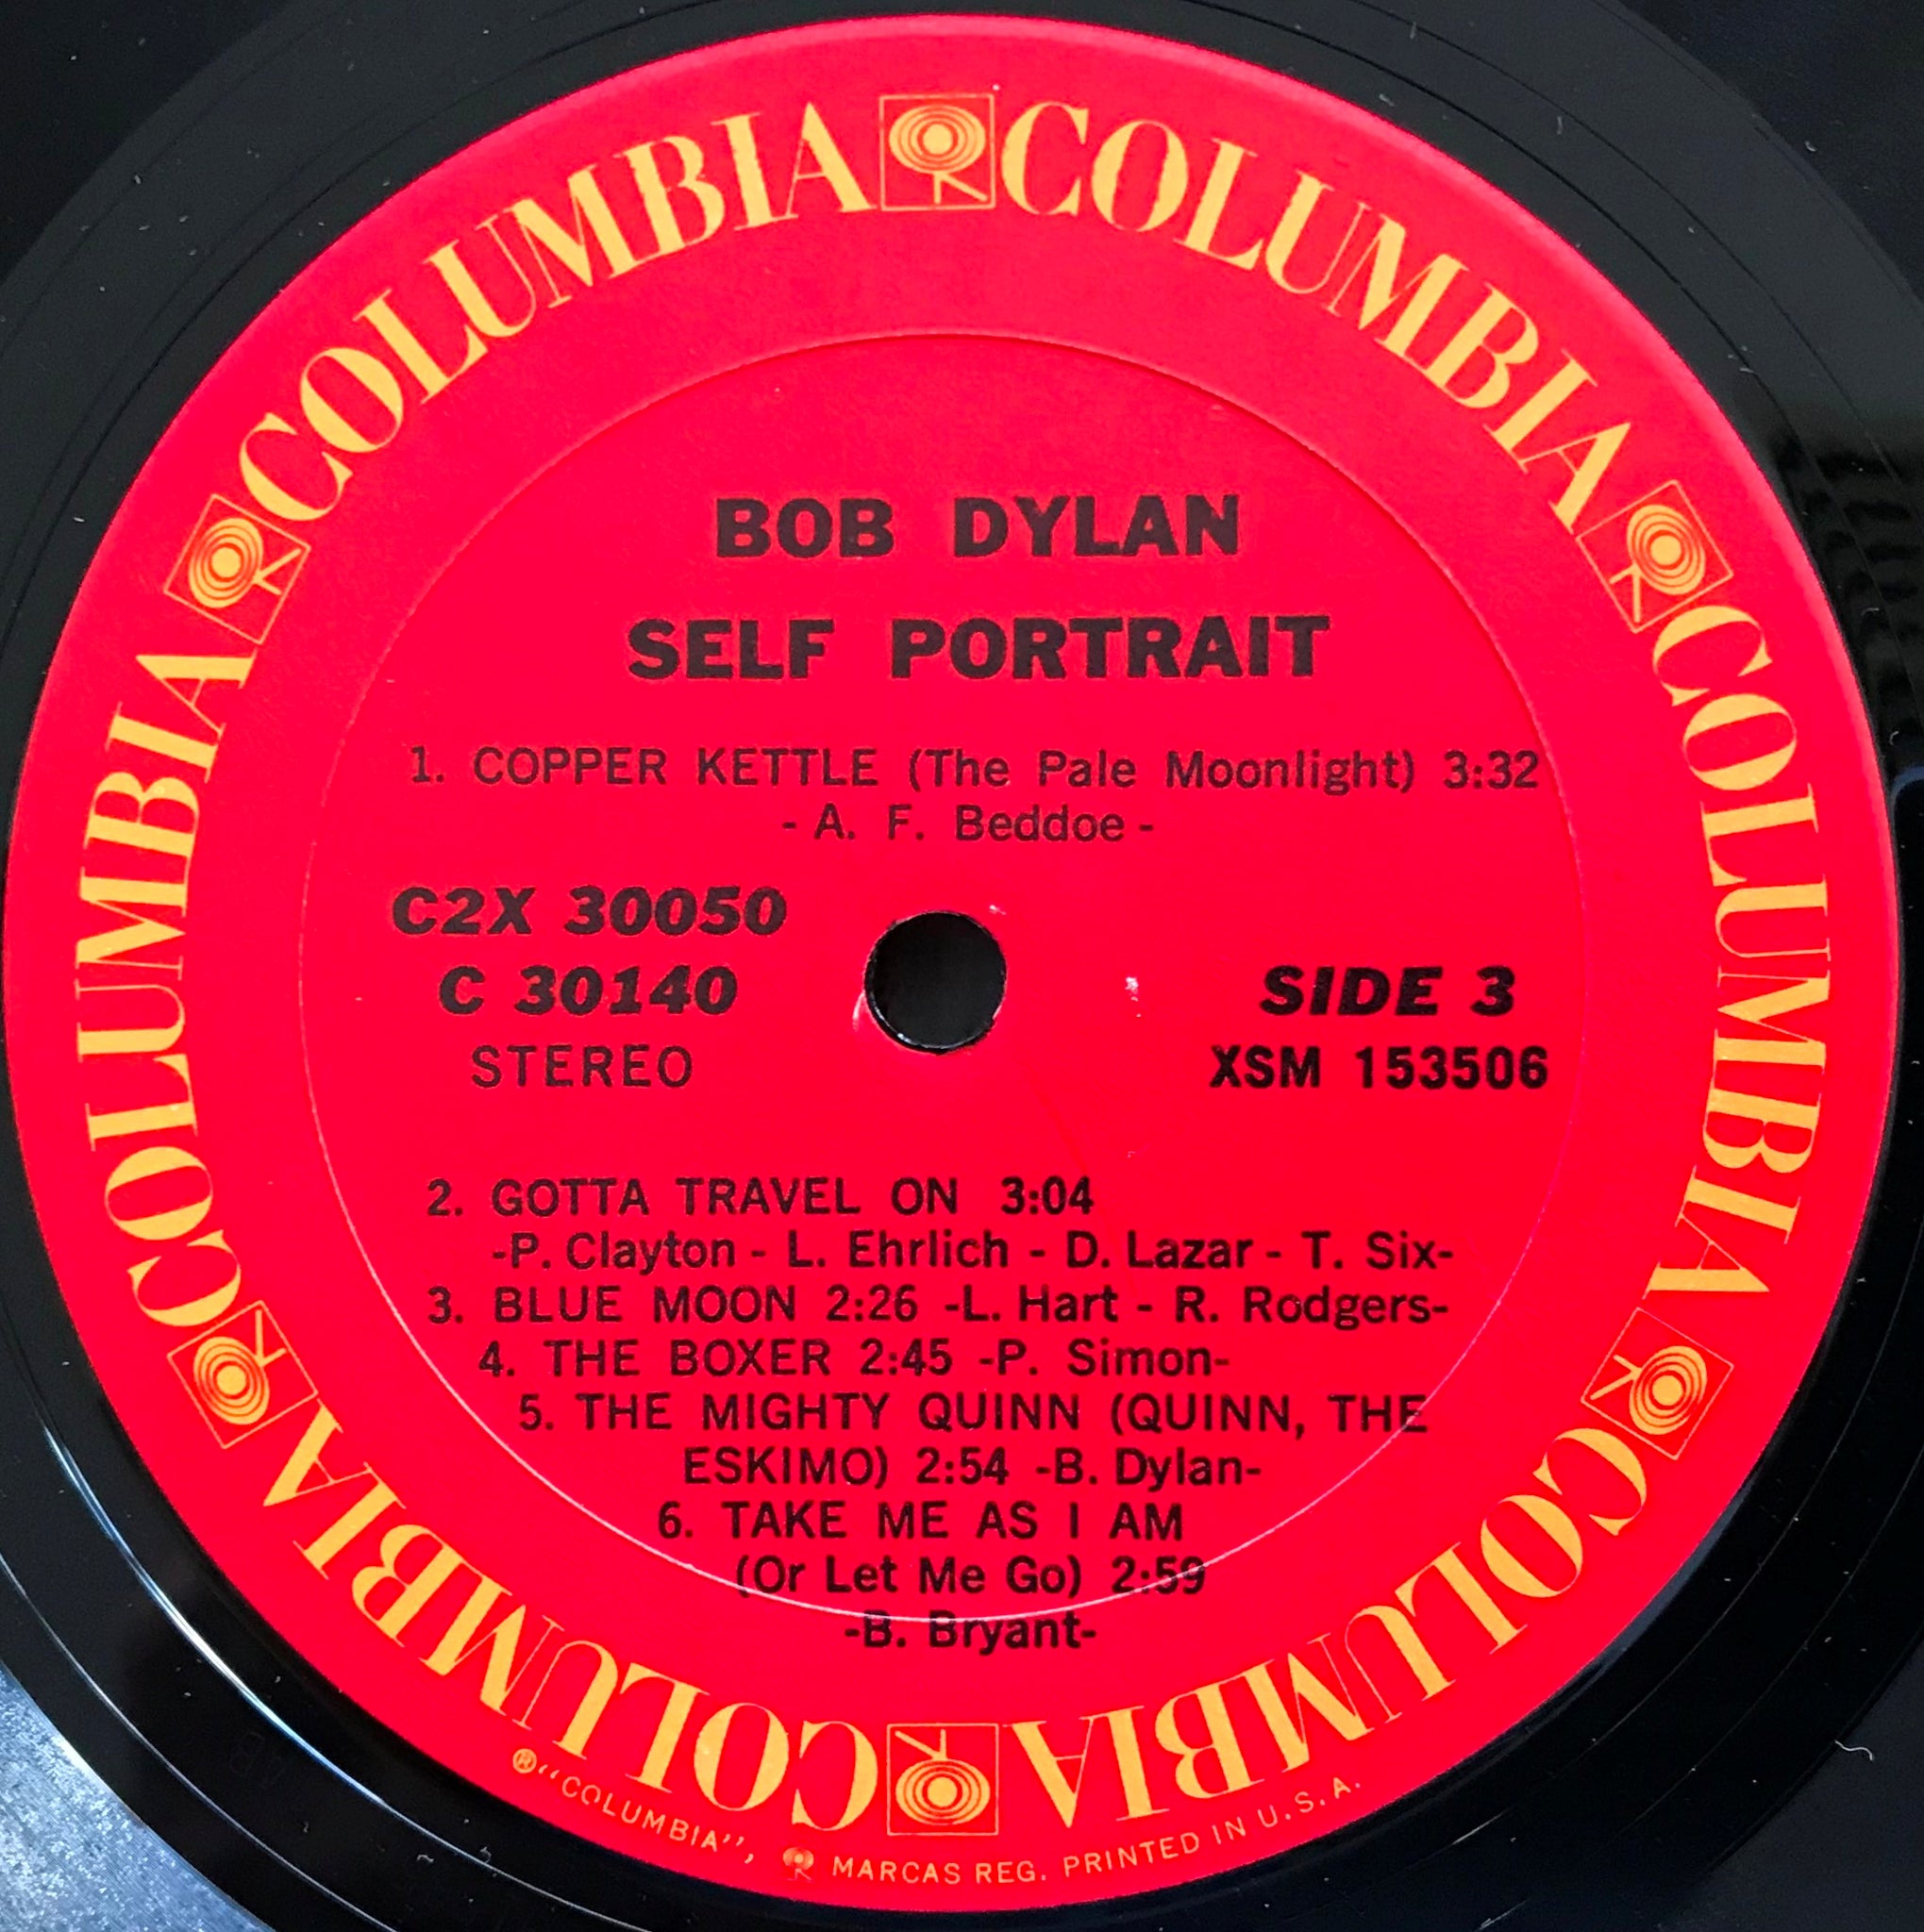 COLUMBIA COLUMBIA COLUMBIA COLUMBIA COLUMBIA COLUMBIA
BOB DYLAN
SELF PORTRAIT
1. COPPER KETTLE (The Pale Moonlight) 3:32
- A. F. Beddoe -
C2X 30050
C 30140
STEREO
SIDE 3
XSM 153506
2. GOTTA TRAVEL ON 3:04
-P. Clayton - L. Ehrlich - D. Lazar - T. Six-
3. BLUE MOON 2:26 -L. Hart - R. Rodgers-
4. THE BOXER 2:45 -P. Simon-
5. THE MIGHTY QUINN (QUINN, THE
ESKIMO) 2:54 -B. Dylan-
6. TAKE ME AS I AM
(Or Let Me Go) 2:59
-B. Bryant-
®“COLUMBIA”, MARCAS REG. PRINTED IN U.S.A.